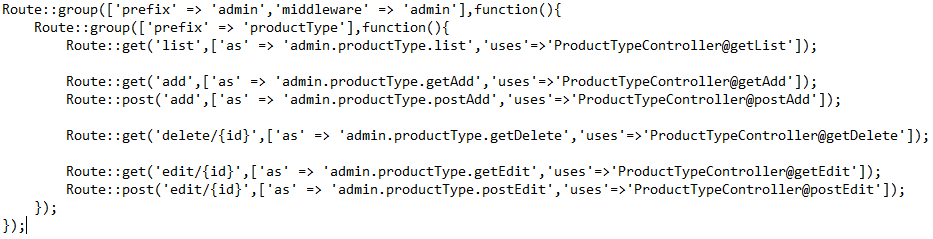 Route::group(['prefix' => 'admin','middleware' => 'admin'],function(){
    Route::group(['prefix' => 'productType'],function(){
        Route::get('list',['as' => 'admin.productType.list','uses'=>'ProductTypeController@getList']);

        Route::get('add',['as' => 'admin.productType.getAdd','uses'=>'ProductTypeController@getAdd']);
        Route::post('add',['as' => 'admin.productType.postAdd','uses'=>'ProductTypeController@postAdd']);

        Route::get('delete/{id}',['as' => 'admin.productType.getDelete','uses'=>'ProductTypeController@getDelete']);

        Route::get('edit/{id}',['as' => 'admin.productType.getEdit','uses'=>'ProductTypeController@getEdit']);
        Route::post('edit/{id}',['as' => 'admin.productType.postEdit','uses'=>'ProductTypeController@postEdit']);
    });
});